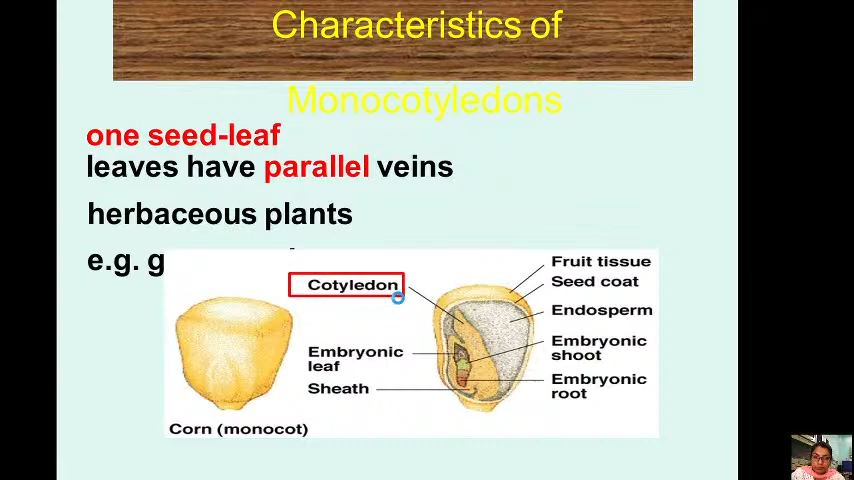 Characteristics of
Monocotyledons
one seed-leaf
leaves have parallel veins
herbaceous plants
e.g. g
Cotyledon
Embryonic
leaf
Sheath
Corn (monocot)
Fruit tissue
Seed coat
Endosperm
Embryonic
shoot
Embryonic
root